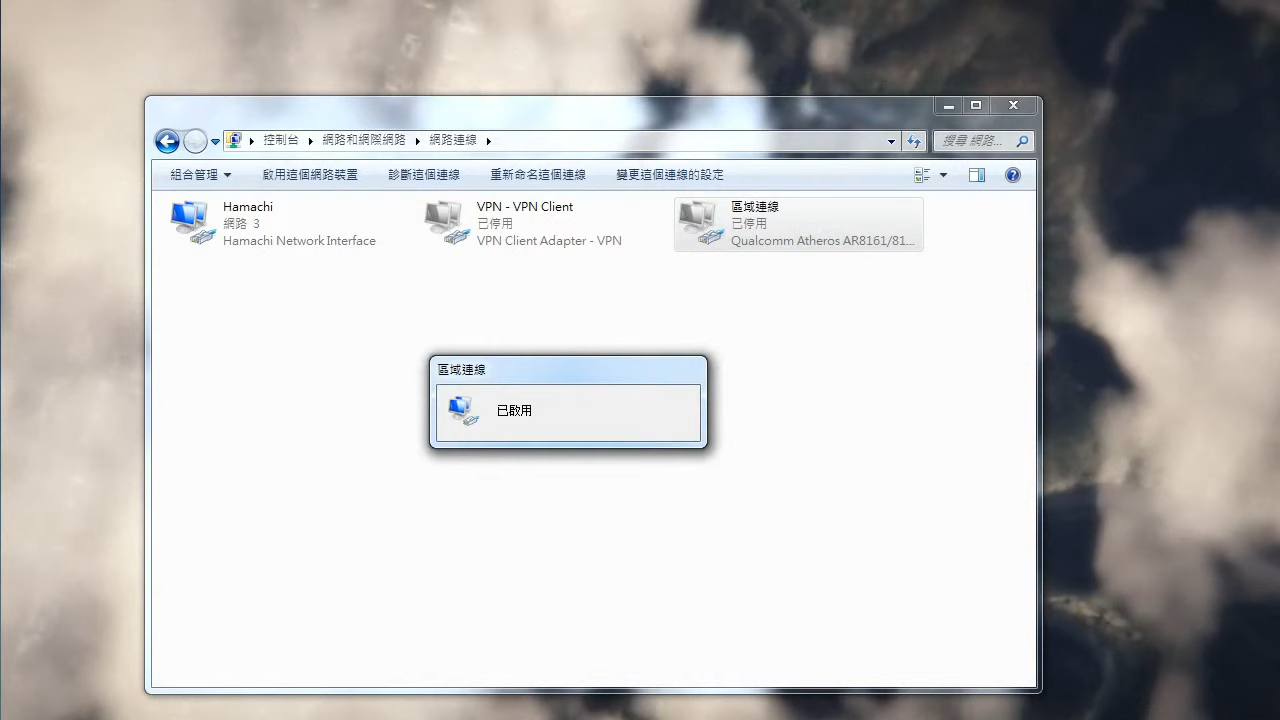 控制台 網路和網際網路 網路連線
搜尋 網路...
組合管理 啟用這個網路裝置 診斷這個連線 重新命名這個連線 變更這個連線的設定
Hamachi
網路 3
Hamachi Network Interface
VPN - VPN Client
已停用
VPN Client Adapter - VPN
區域連線
已停用
Qualcomm Atheros AR8161/81...
區域連線
已啟用